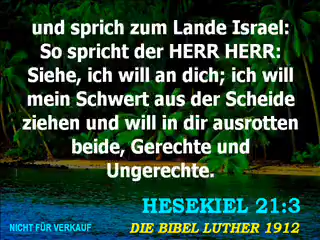 und sprich zum Lande Israel:
So spricht der HERR HERR:
Siehe, ich will an dich; ich will
mein Schwert aus der Scheide
ziehen und will in dir ausrotten
beide, Gerechte und
Ungerechte.
HESEKIEL 21:3
NICHT FÜR VERKAUF
DIE BIBEL LUTHER 1912